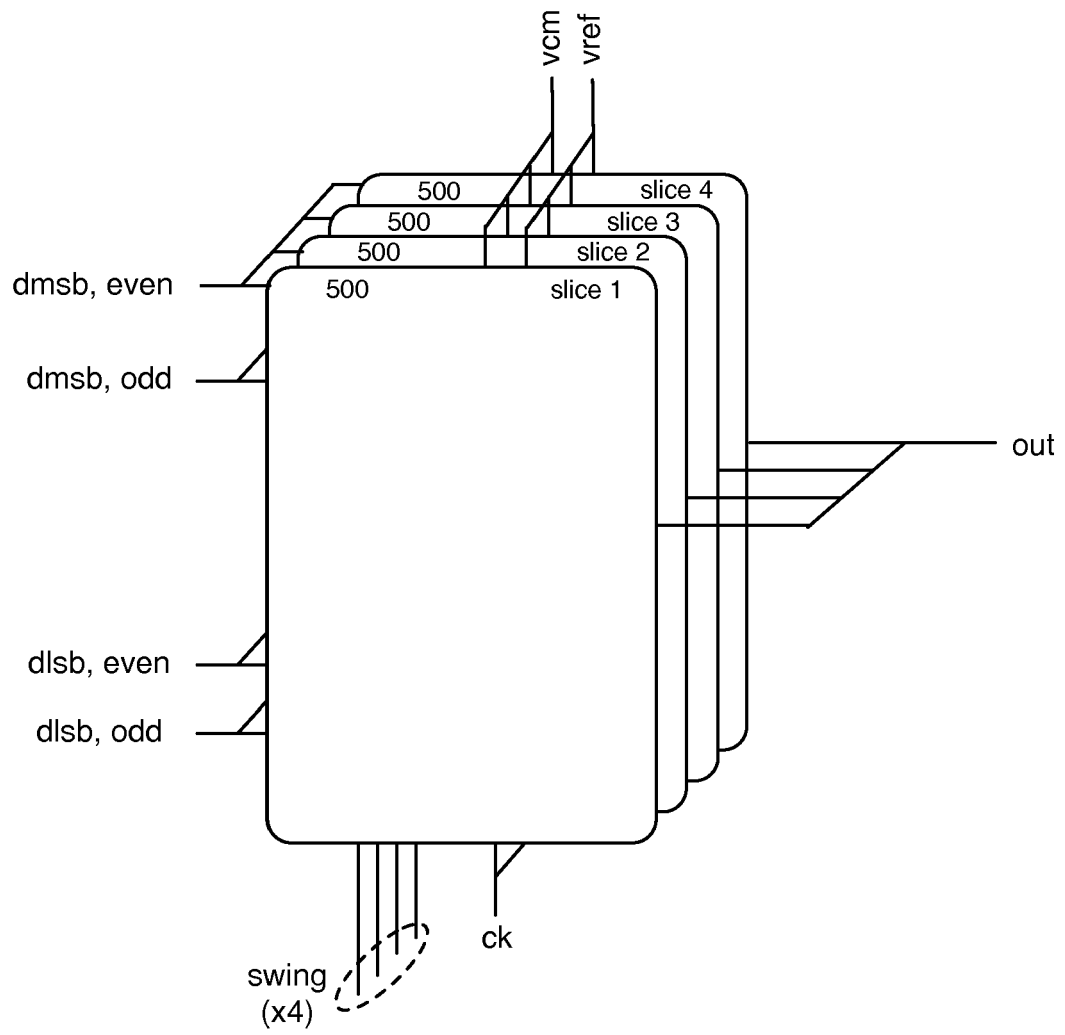 vcm
vref
500 slice 4
500 slice 3
500 slice 2
500 slice 1
dmsb, even
dmsb, odd
out
dlsb, even
dlsb, odd
ck
swing
(x4)